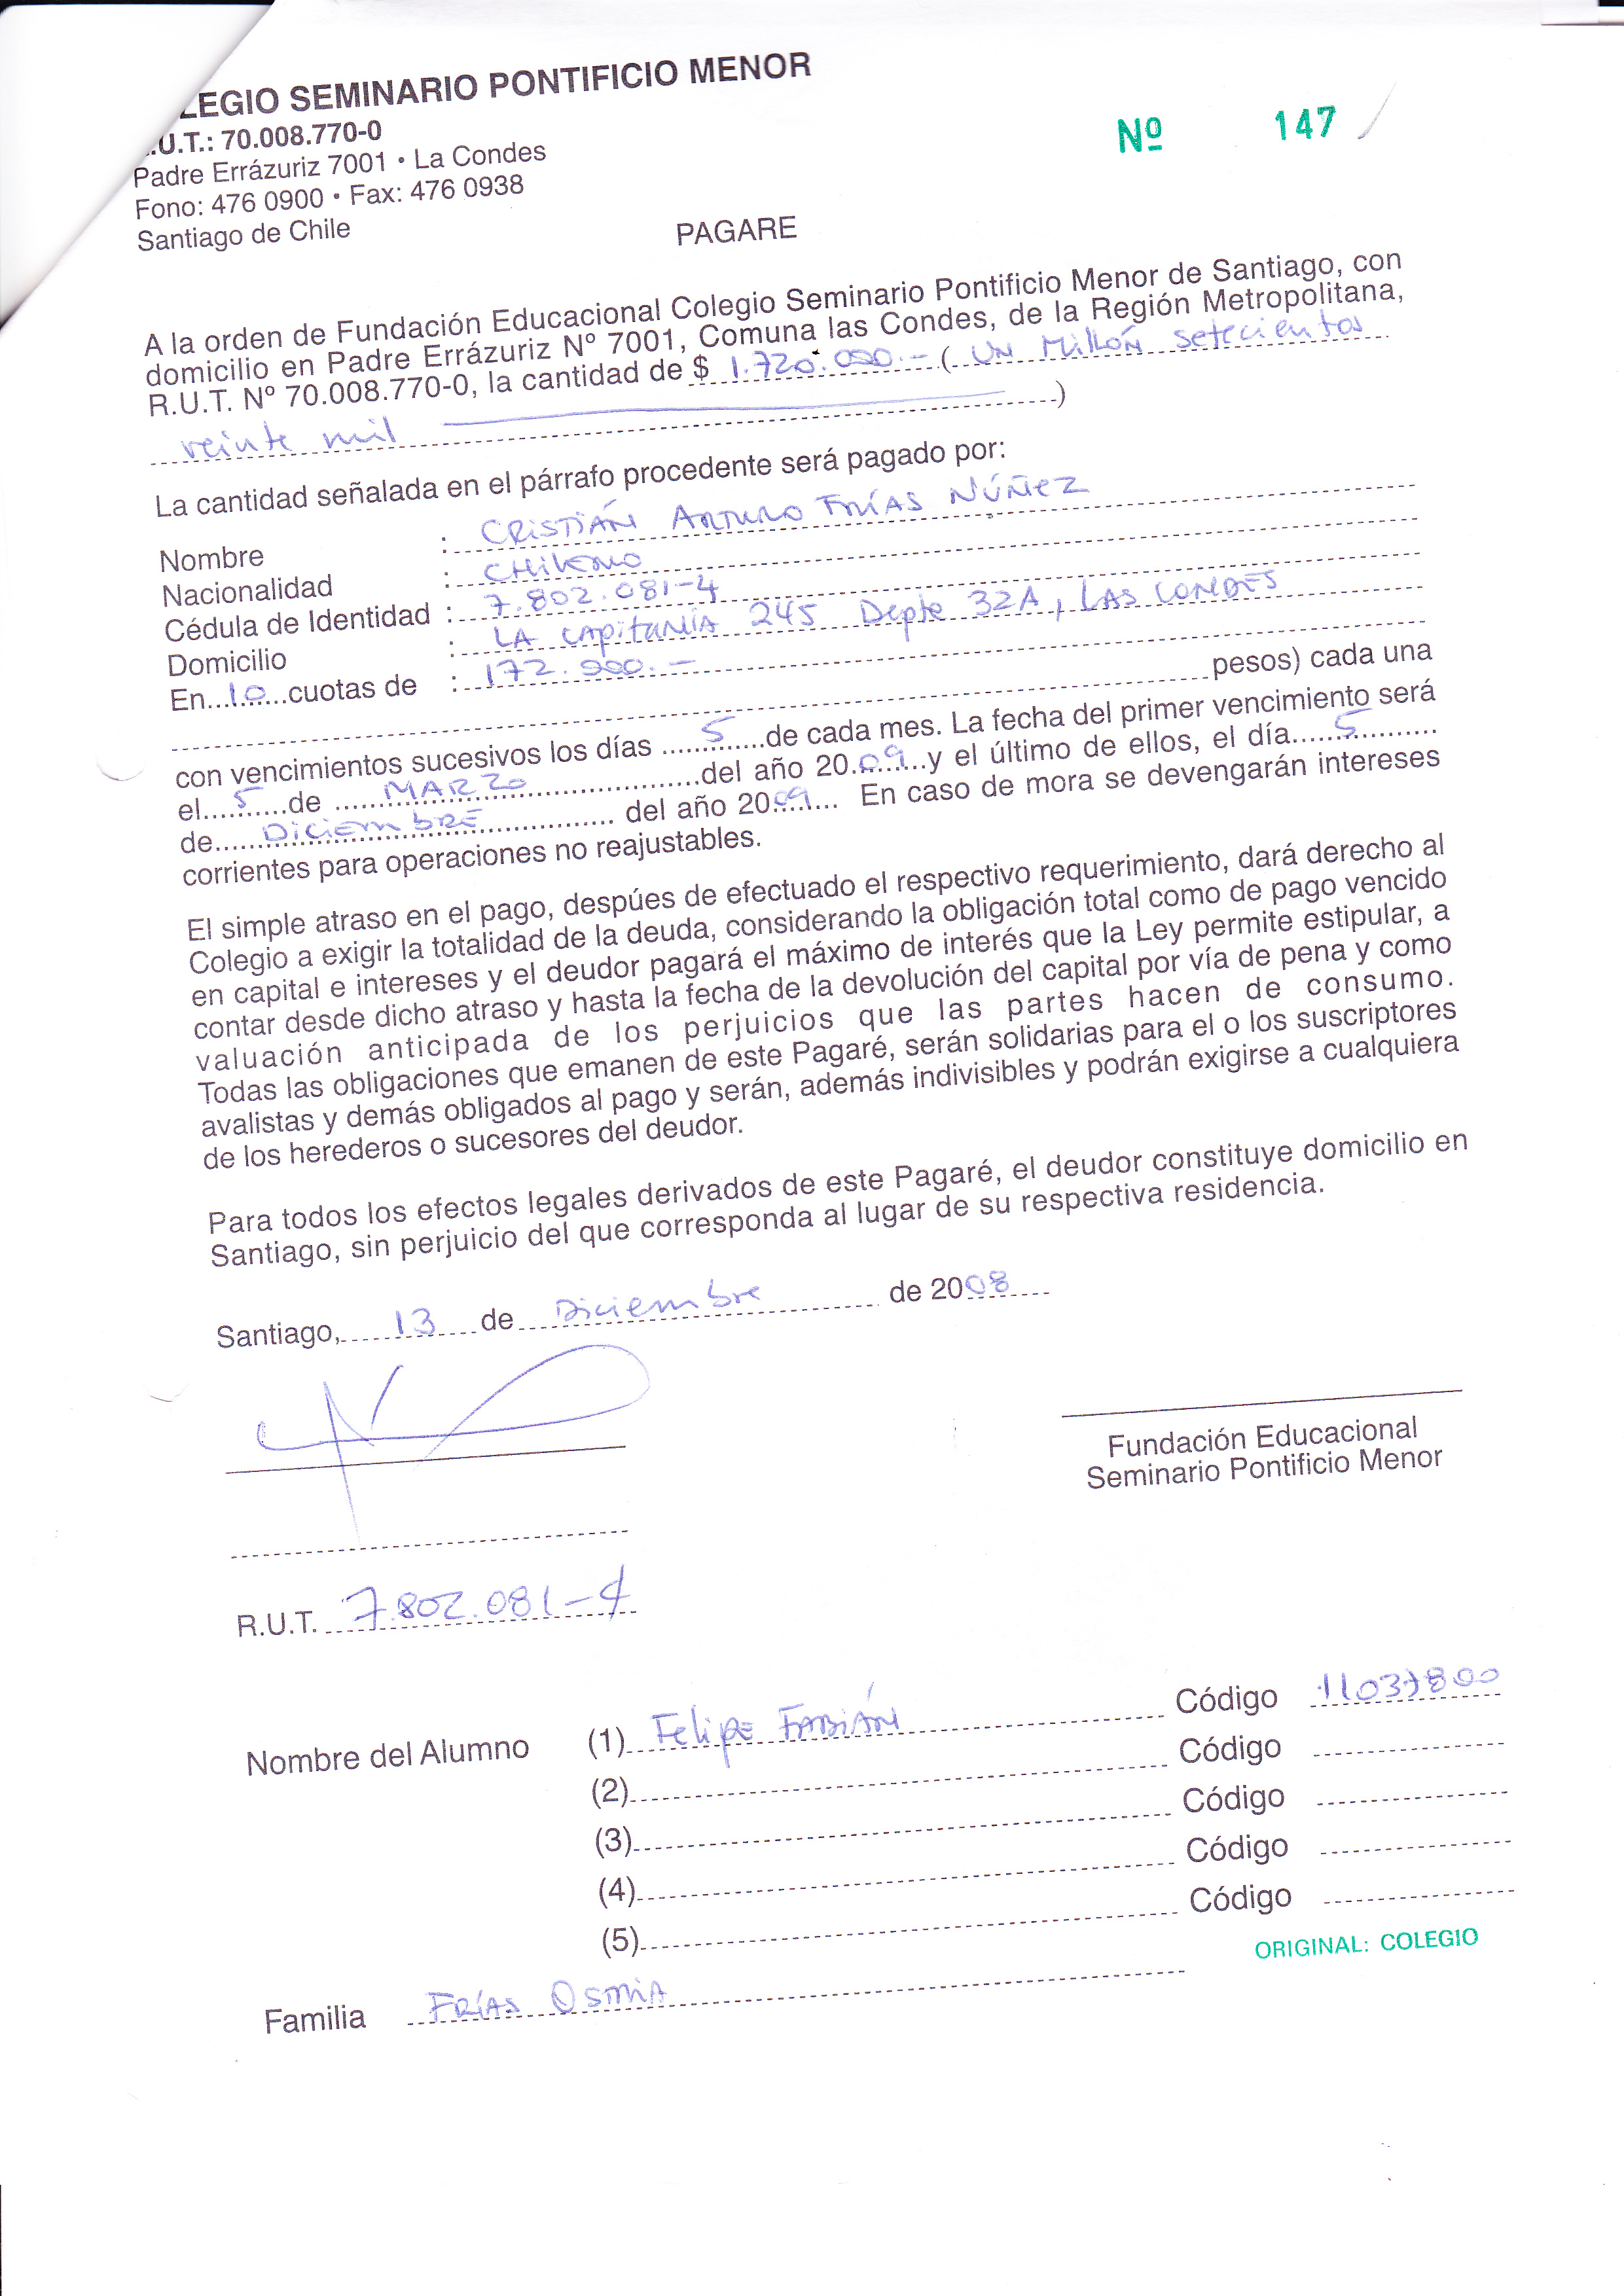 LEGIO SEMINARIO PONTIFICIO MENOR
.U.T.: 70.008.770-0
Padre Errázuriz 7001 • La Condes
Fono: 476 0900 • Fax: 476 0938
Santiago de Chile
Nº 147
PAGARE
A la orden de Fundación Educacional Colegio Seminario Pontificio Menor de Santiago, con
domicilio en Padre Errázuriz Nº 7001, Comuna las Condes, de la Región Metropolitana,
R.U.T. Nº 70.008.770-0, la cantidad de $ 1.720.000.- ( UN Millón setecientos
veinte mil )
La cantidad señalada en el párrafo procedente será pagado por:
Nombre : CRISTIÁN ARTURO FRÍAS NÚÑEZ
Nacionalidad : CHILENO
Cédula de Identidad : 7.802.081-4
Domicilio : LA CAPITANÍA 245 Depte 32A, LAS CONDES
En 10 cuotas de : 172.000.-
pesos) cada una
con vencimientos sucesivos los días 5 de cada mes. La fecha del primer vencimiento será
el 5 de MARZO del año 2009 y el último de ellos, el día 5
de DICIEMBRE del año 2009 En caso de mora se devengarán intereses
corrientes para operaciones no reajustables.
El simple atraso en el pago, despúes de efectuado el respectivo requerimiento, dará derecho al
Colegio a exigir la totalidad de la deuda, considerando la obligación total como de pago vencido
en capital e intereses y el deudor pagará el máximo de interés que la Ley permite estipular, a
contar desde dicho atraso y hasta la fecha de la devolución del capital por vía de pena y como
valuación anticipada de los perjuicios que las partes hacen de consumo.
Todas las obligaciones que emanen de este Pagaré, serán solidarias para el o los suscriptores
avalistas y demás obligados al pago y serán, además indivisibles y podrán exigirse a cualquiera
de los herederos o sucesores del deudor.
Para todos los efectos legales derivados de este Pagaré, el deudor constituye domicilio en
Santiago, sin perjuicio del que corresponda al lugar de su respectiva residencia.
Santiago, 13 de Diciembre de 2008
Fundación Educacional
Seminario Pontificio Menor
R.U.T. 7.802.081-4
Nombre del Alumno (1) Felipe FABIÁN Código 11037800
(2) Código
(3) Código
(4) Código
(5) Código
ORIGINAL: COLEGIO
Familia FRÍAS